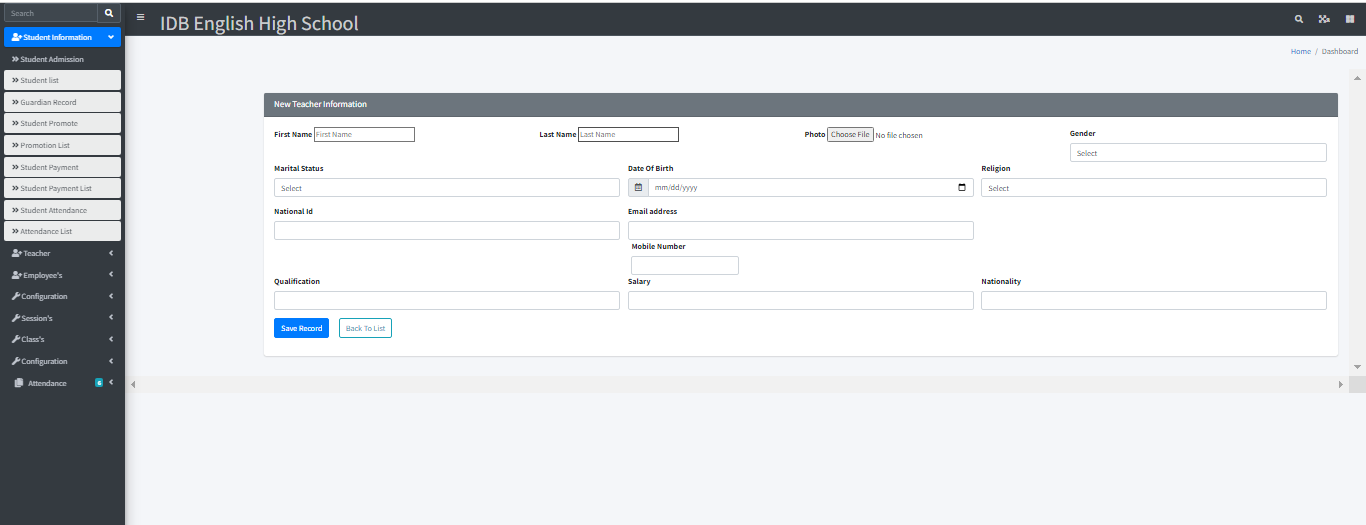 Search
IDB English High School
Student Information
Home / Dashboard
Student Admission
Student list
Guardian Record
Student Promote
Promotion List
Student Payment
Student Payment List
Student Attendance
Attendance List
Teacher
Employee's
Configuration
Session's
Class's
Configuration
Attendance 6
New Teacher Information
First Name First Name Last Name Last Name Photo Choose File No file chosen Gender
Select
Marital Status Date Of Birth Religion
Select mm/dd/yyyy Select
National Id Email address
Mobile Number
Qualification Salary Nationality
Save Record Back To List